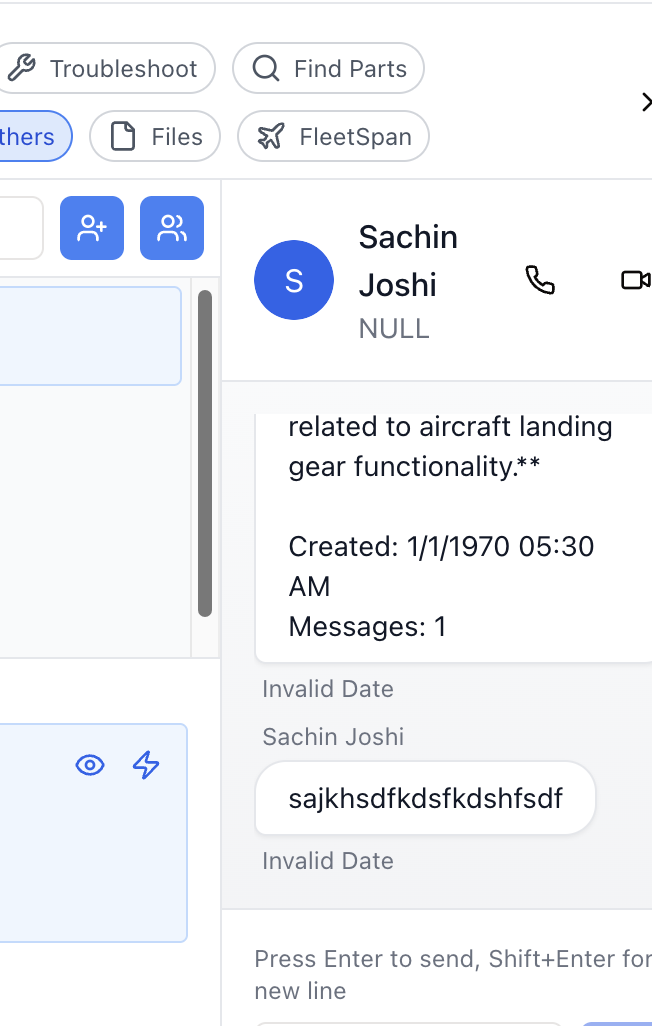 Troubleshoot
Find Parts
thers
Files
FleetSpan
S
Sachin
Joshi
NULL
related to aircraft landing
gear functionality.**
Created: 1/1/1970 05:30
AM
Messages: 1
Invalid Date
Sachin Joshi
sajkhsdfkdsfkdshfsdf
Invalid Date
Press Enter to send, Shift+Enter for
new line